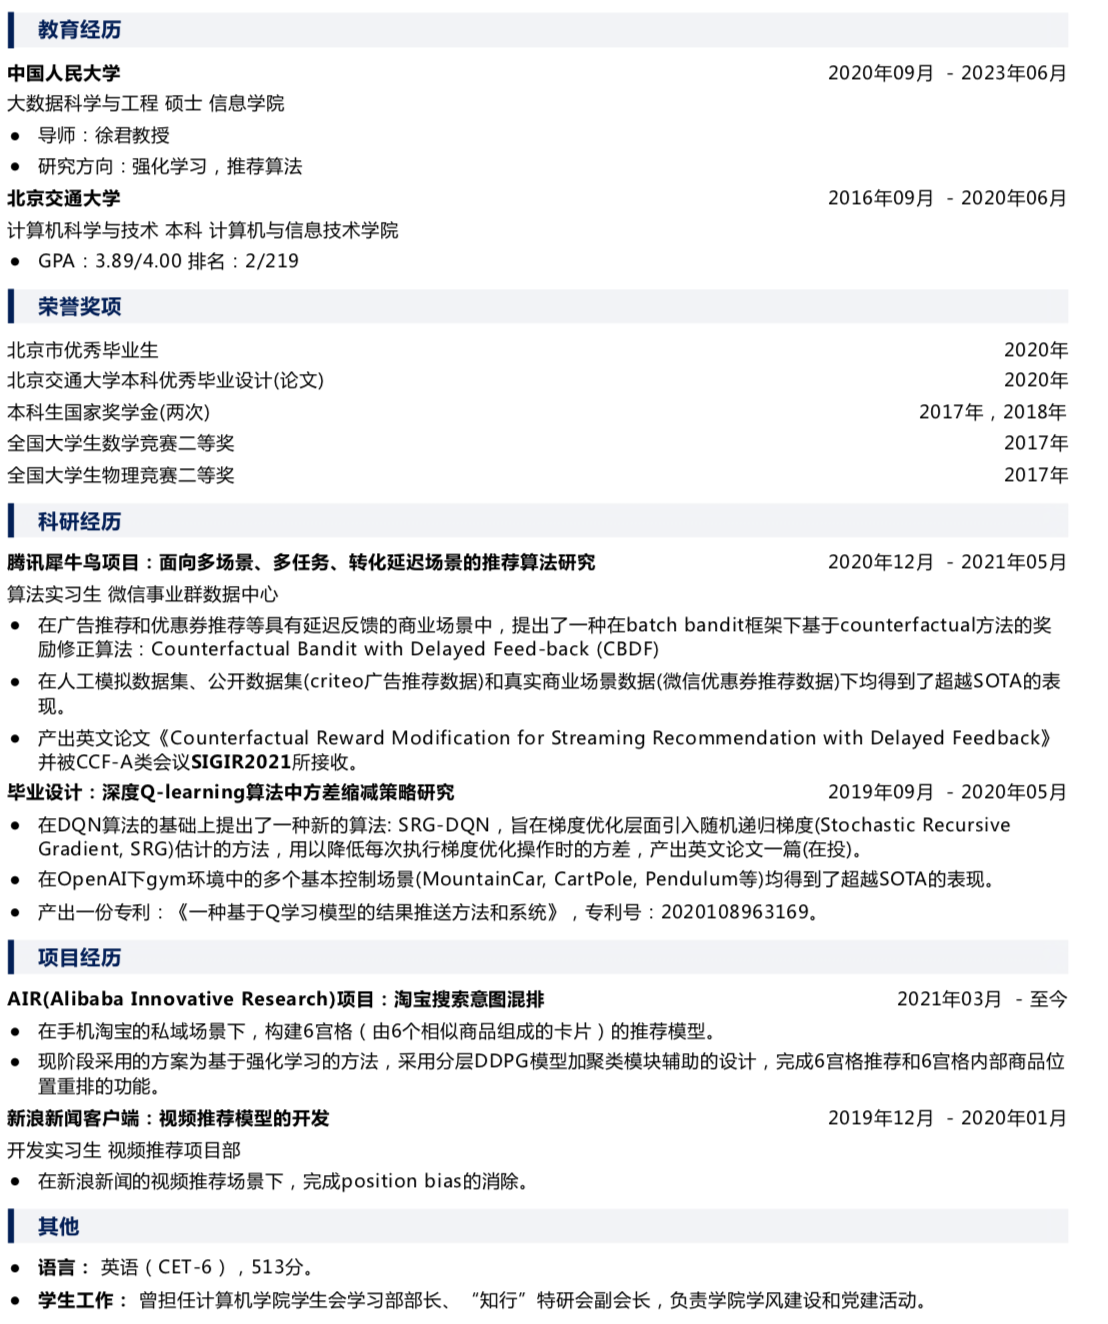 教育经历
中国人民大学 2020年09月 - 2023年06月
大数据科学与工程 硕士 信息学院
● 导师：徐君教授
● 研究方向：强化学习，推荐算法
北京交通大学 2016年09月 - 2020年06月
计算机科学与技术 本科 计算机与信息技术学院
● GPA：3.89/4.00 排名：2/219
荣誉奖项
北京市优秀毕业生 2020年
北京交通大学本科优秀毕业设计(论文) 2020年
本科生国家奖学金(两次) 2017年，2018年
全国大学生数学竞赛二等奖 2017年
全国大学生物理竞赛二等奖 2017年
科研经历
腾讯犀牛鸟项目：面向多场景、多任务、转化延迟场景的推荐算法研究 2020年12月 - 2021年05月
算法实习生 微信事业群数据中心
● 在广告推荐和优惠券推荐等具有延迟反馈的商业场景中，提出了一种在batch bandit框架下基于counterfactual方法的奖
励修正算法：Counterfactual Bandit with Delayed Feed-back (CBDF)
● 在人工模拟数据集、公开数据集(criteo广告推荐数据)和真实商业场景数据(微信优惠券推荐数据)下均得到了超越SOTA的表
现。
● 产出英文论文《Counterfactual Reward Modification for Streaming Recommendation with Delayed Feedback》
并被CCF-A类会议SIGIR2021所接收。
毕业设计：深度Q-learning算法中方差缩减策略研究 2019年09月 - 2020年05月
● 在DQN算法的基础上提出了一种新的算法: SRG-DQN，旨在梯度优化层面引入随机递归梯度(Stochastic Recursive
Gradient, SRG)估计的方法，用以降低每次执行梯度优化操作时的方差，产出英文论文一篇(在投)。
● 在OpenAI下gym环境中的多个基本控制场景(MountainCar, CartPole, Pendulum等)均得到了超越SOTA的表现。
● 产出一份专利：《一种基于Q学习模型的结果推送方法和系统》，专利号：2020108963169。
项目经历
AIR(Alibaba Innovative Research)项目：淘宝搜索意图混排 2021年03月 - 至今
● 在手机淘宝的私域场景下，构建6宫格（由6个相似商品组成的卡片）的推荐模型。
● 现阶段采用的方案为基于强化学习的方法，采用分层DDPG模型加聚类模块辅助的设计，完成6宫格推荐和6宫格内部商品位
置重排的功能。
新浪新闻客户端：视频推荐模型的开发 2019年12月 - 2020年01月
开发实习生 视频推荐项目部
● 在新浪新闻的视频推荐场景下，完成position bias的消除。
其他
● 语言： 英语（CET-6），513分。
● 学生工作： 曾担任计算机学院学生会学习部部长、“知行”特研会副会长，负责学院学风建设和党建活动。